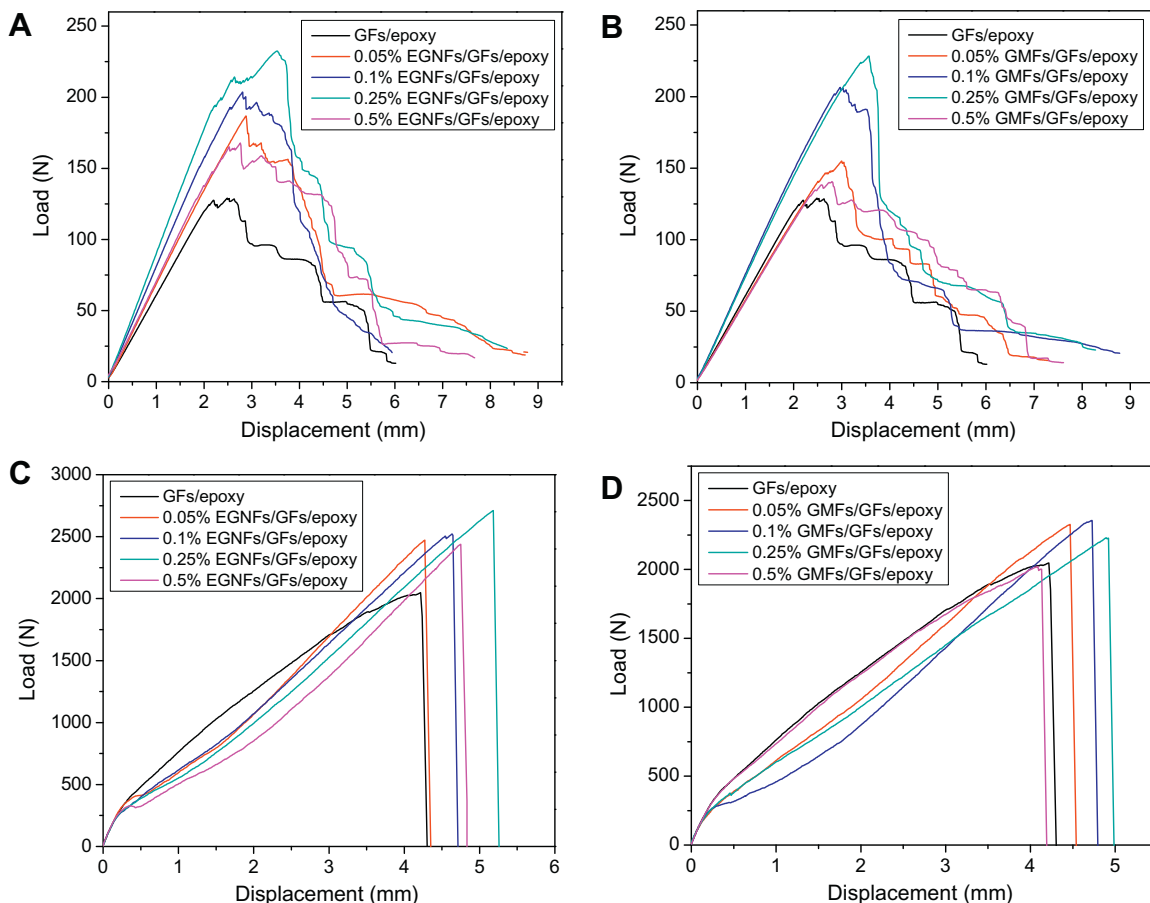 A
GFs/epoxy
0.05% EGNFs/GFs/epoxy
0.1% EGNFs/GFs/epoxy
0.25% EGNFs/GFs/epoxy
0.5% EGNFs/GFs/epoxy
250
200
150
100
50
0
Load (N)
0 1 2 3 4 5 6 7 8 9
Displacement (mm)
B
GFs/epoxy
0.05% GMFs/GFs/epoxy
0.1% GMFs/GFs/epoxy
0.25% GMFs/GFs/epoxy
0.5% GMFs/GFs/epoxy
250
200
150
100
50
0
Load (N)
0 1 2 3 4 5 6 7 8 9
Displacement (mm)
C
GFs/epoxy
0.05% EGNFs/GFs/epoxy
0.1% EGNFs/GFs/epoxy
0.25% EGNFs/GFs/epoxy
0.5% EGNFs/GFs/epoxy
3000
2500
2000
1500
1000
500
0
Load (N)
0 1 2 3 4 5 6
Displacement (mm)
D
GFs/epoxy
0.05% GMFs/GFs/epoxy
0.1% GMFs/GFs/epoxy
0.25% GMFs/GFs/epoxy
0.5% GMFs/GFs/epoxy
2500
2000
1500
1000
500
0
Load (N)
0 1 2 3 4 5
Displacement (mm)